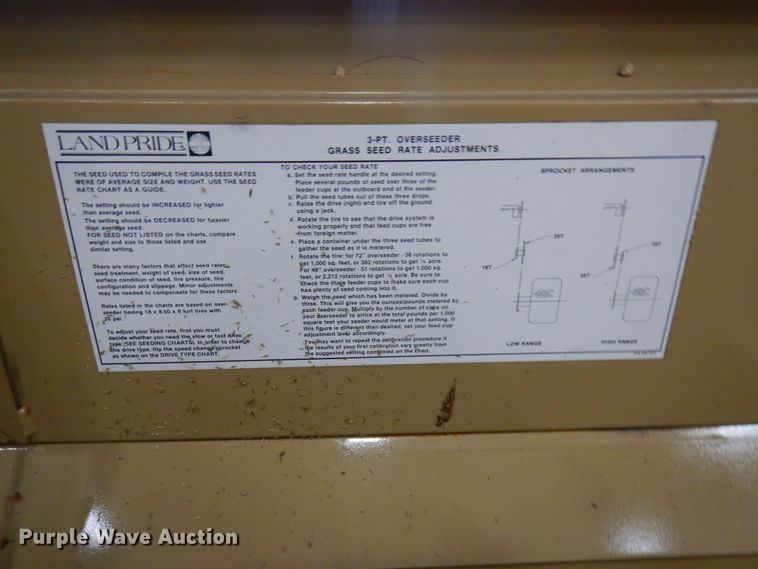 LAND PRIDE
3-PT. OVERSEEDER
GRASS SEED RATE ADJUSTMENTS
THE SEED USED TO COMPILE THE GRASS SEED RATES
WERE OF AVERAGE SIZE AND WEIGHT. USE THE SEED
RATE CHART AS A GUIDE.
The setting should be INCREASED for lighter
than average seed.
The setting should be DECREASED for heavier
than average seed.
FOR SEED NOT LISTED on the charts, compare
weight and size to those listed and use
similar setting.
There are many factors that affect seed rates;
seed treatment, weight of seed, size of seed,
surface condition of seed, tire pressure, tire
configuration and slippage. Minor adjustments
may be needed to compensate for these factors.
Rates listed in the charts are based on over-
seeder having 18 x 8.50 x 8 turf tires with
20 psi.
To adjust your seed rate, first you must
decide whether you need the slow or fast drive
type (SEE SEEDING CHARTS). In order to change
the drive type, flip the speed change sprocket
as shown on the DRIVE TYPE CHART.
TO CHECK YOUR SEED RATE
a. Set the seed rate handle at the desired setting.
Place several pounds of seed over three of the
feeder cups at the outboard end of the seeder.
b. Pull the seed tubes out of these three drops.
c. Raise the drive (right) end tire off the ground
using a jack.
d. Rotate the tire to see that the drive system is
working properly and that feed cups are free
from foreign matter.
e. Place a container under the three seed tubes to
gather the seed as it is metered.
f. Rotate the tire: for 72" overseeder - 38 rotations to
get 1,000 sq. feet, or 382 rotations to get ¼ acre.
For 48" overseeder - 51 rotations to get 1,000 sq.
feet, or 2,212 rotations to get ¼ acre. Be sure to
check the three feeder cups to make sure each cup
has plenty of seed coming into it.
g. Weigh the seed which has been metered. Divide by
three. This will give you the ounces/pounds metered by
each feeder cup. Multiply by the number of cups on
your overseeder to arrive at the total pounds per 1,000
square feet your seeder would meter at that setting. If
this figure is different than desired, set your feed cup
adjustment lever accordingly.
You may want to repeat the calibration procedure if
the results of your first calibration vary greatly from
the suggested setting contained on the chart.
SPROCKET ARRANGEMENTS
35T
18T
18T
35T
LOW RANGE
HIGH RANGE
Purple Wave Auction